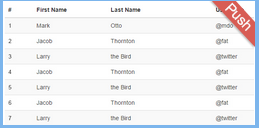 # First Name Last Name
1 Mark Otto @mdo
2 Jacob Thornton @fat
3 Larry the Bird @twitter
4 Jacob Thornton @fat
5 Larry the Bird @twitter
6 Jacob Thornton @fat
7 Larry the Bird @twitter
Push